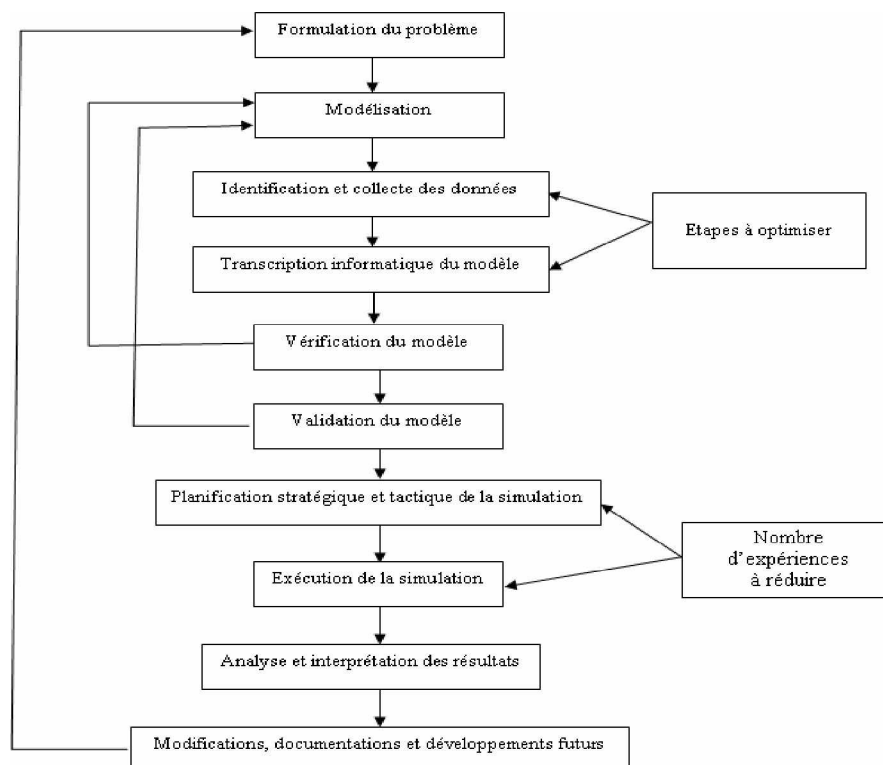 Formulation du problème
Modélisation
Identification et collecte des données
Etapes à optimiser
Transcription informatique du modèle
Vérification du modèle
Validation du modèle
Planification stratégique et tactique de la simulation
Nombre
d'expériences
à réduire
Exécution de la simulation
Analyse et interprétation des résultats
Modifications, documentations et développements futurs